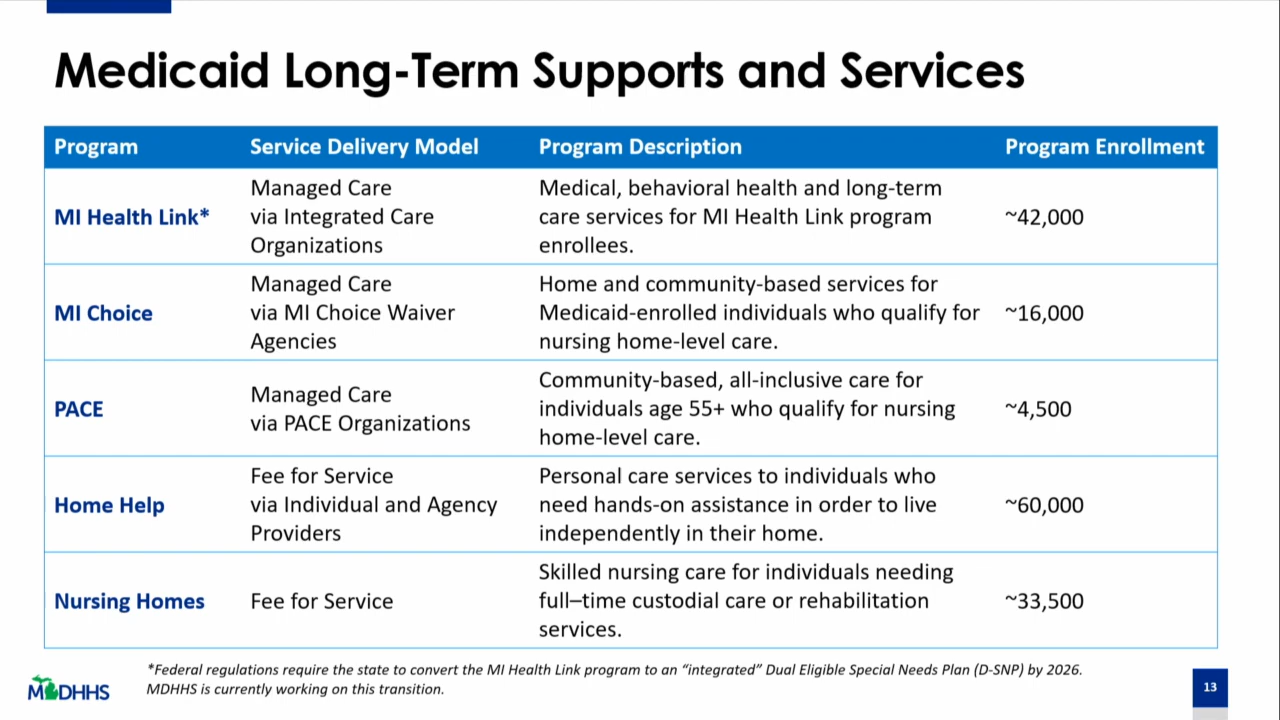 Medicaid Long-Term Supports and Services
Program Service Delivery Model Program Description Program Enrollment
MI Health Link*
Managed Care
via Integrated Care
Organizations
Medical, behavioral health and long-term
care services for MI Health Link program
enrollees.
~42,000
MI Choice
Managed Care
via MI Choice Waiver
Agencies
Home and community-based services for
Medicaid-enrolled individuals who qualify for
nursing home-level care.
~16,000
PACE
Managed Care
via PACE Organizations
Community-based, all-inclusive care for
individuals age 55+ who qualify for nursing
home-level care.
~4,500
Home Help
Fee for Service
via Individual and Agency
Providers
Personal care services to individuals who
need hands-on assistance in order to live
independently in their home.
~60,000
Nursing Homes
Fee for Service
Skilled nursing care for individuals needing
full–time custodial care or rehabilitation
services.
~33,500
*Federal regulations require the state to convert the MI Health Link program to an “integrated” Dual Eligible Special Needs Plan (D-SNP) by 2026.
MDHHS is currently working on this transition.
MDHHS
13